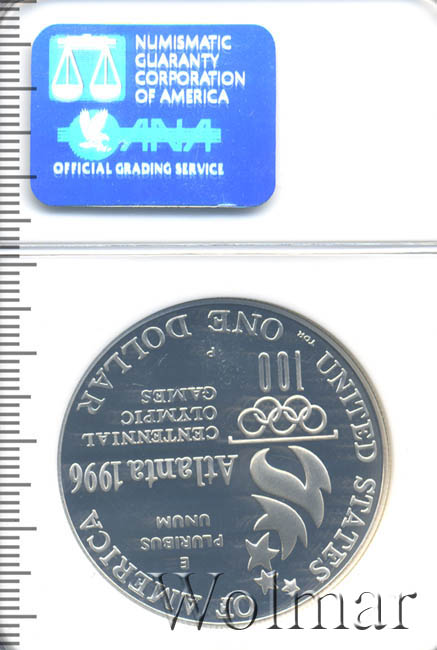 NUMISMATIC
GUARANTY
CORPORATION
OF AMERICA
ANA
OFFICIAL GRADING SERVICE
UNITED STATES OF AMERICA
ONE DOLLAR
E
PLURIBUS
UNUM
Atlanta 1996
CENTENNIAL
OLYMPIC
GAMES
100
P
Wolmar